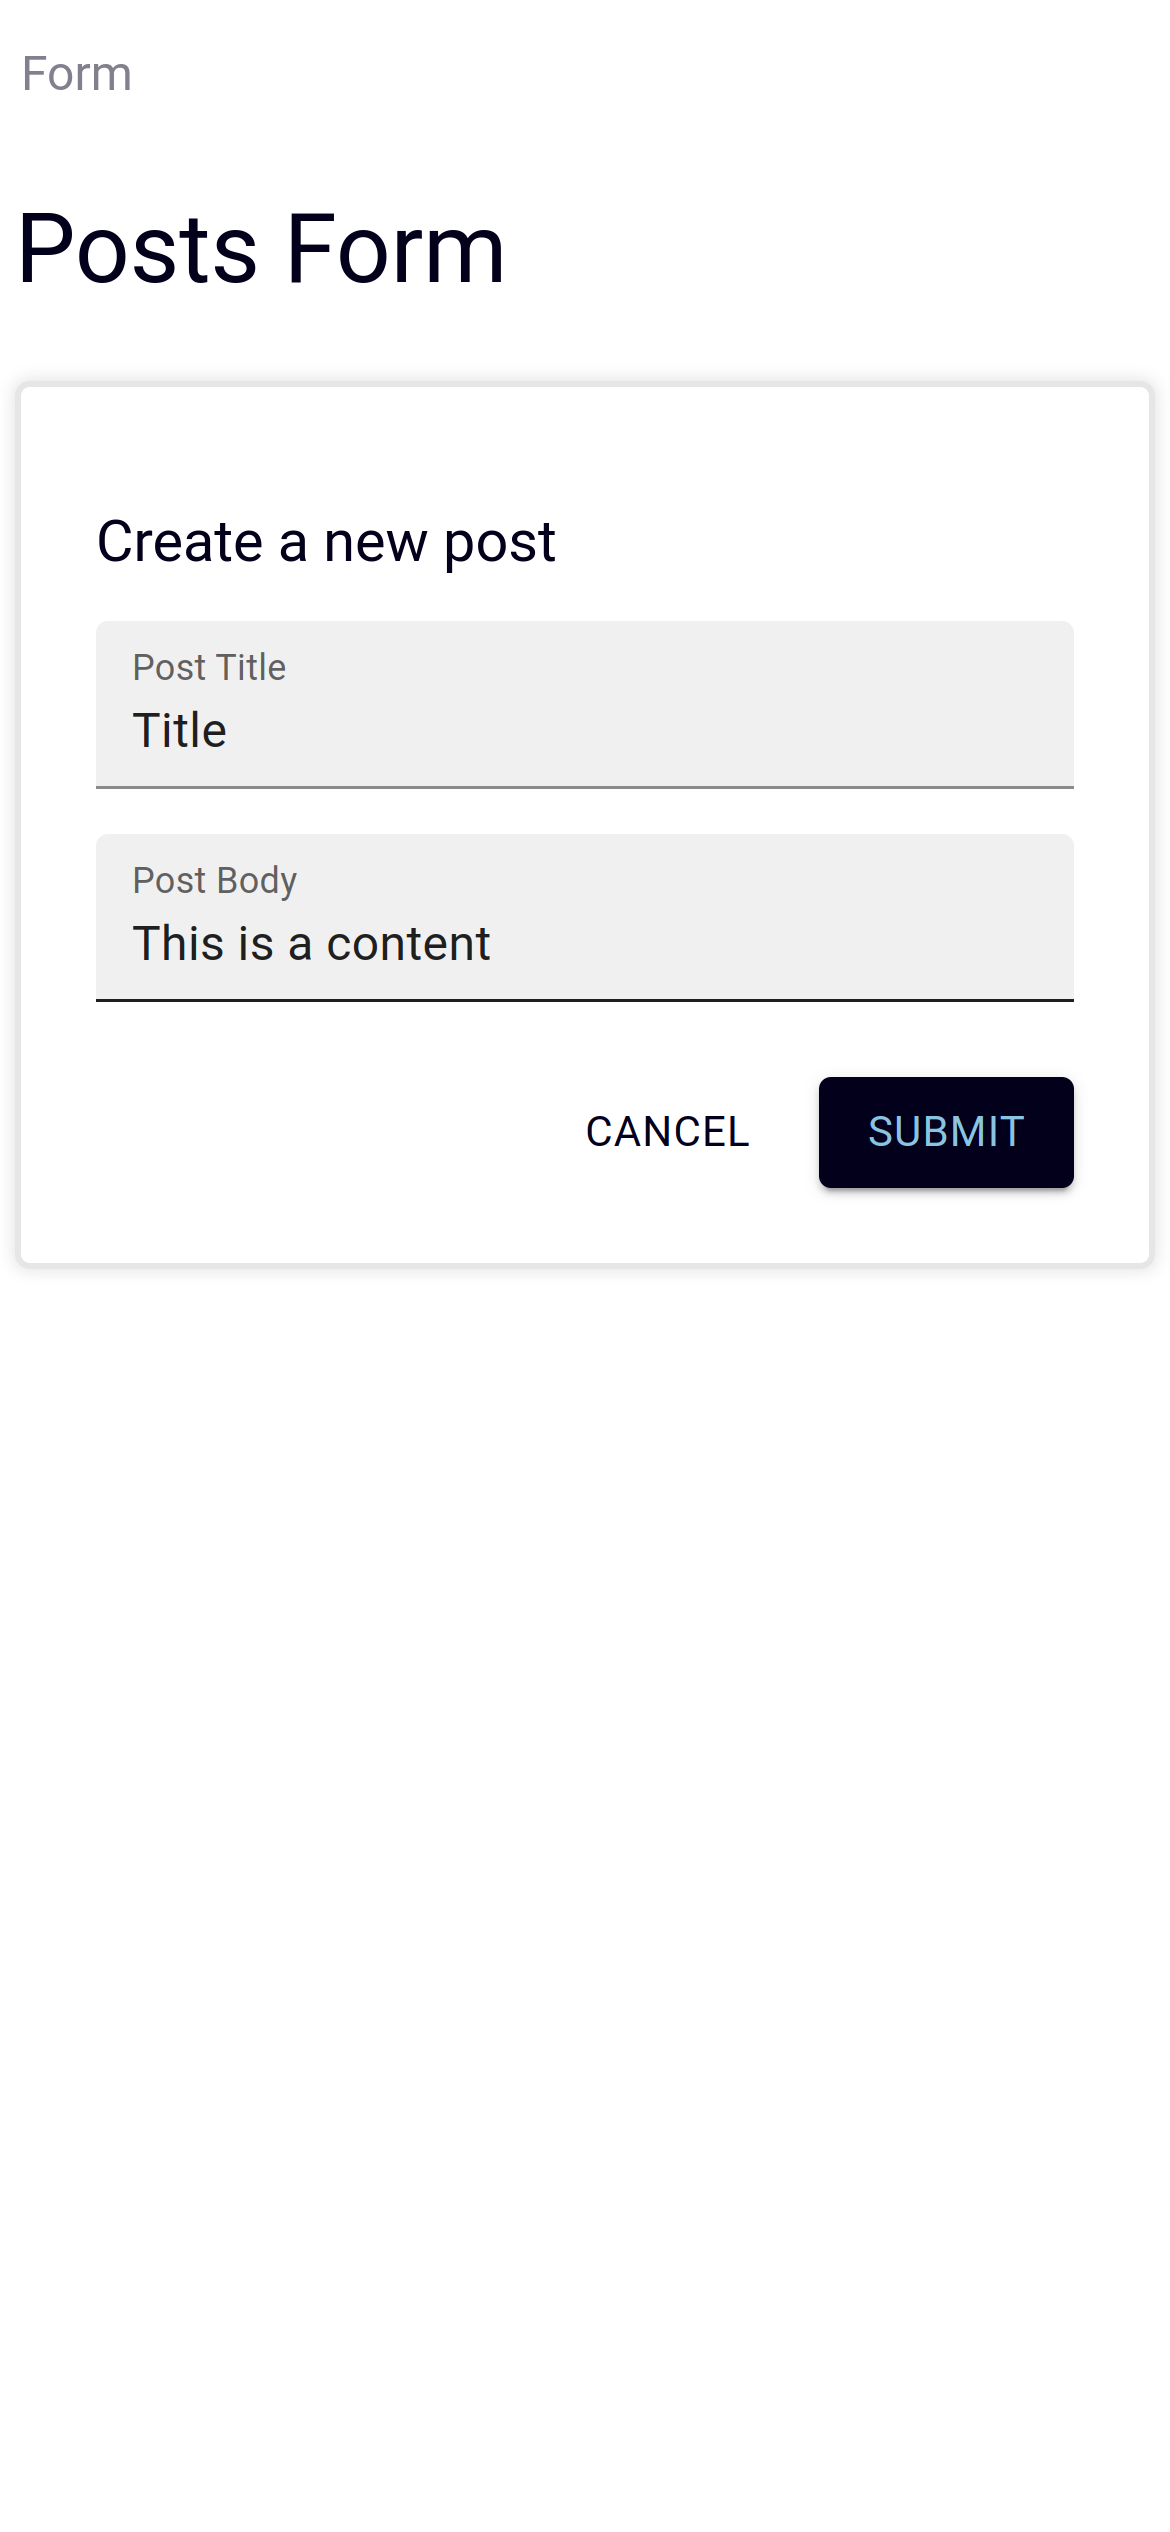 Form
Posts Form
Create a new post
Post Title
Title
Post Body
This is a content
CANCEL SUBMIT